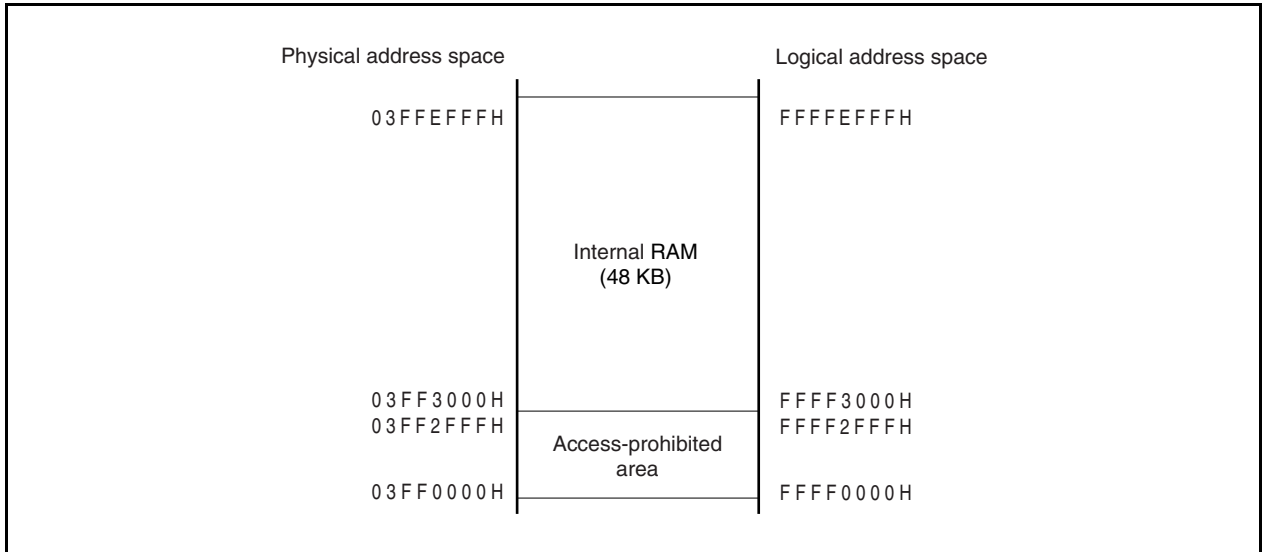 Physical address space
Logical address space
03FFEFFFH
FFFFEFFFH
Internal RAM
(48 KB)
03FF3000H
FFFF3000H
03FF2FFFH
FFFF2FFFH
Access-prohibited
area
03FF0000H
FFFF0000H